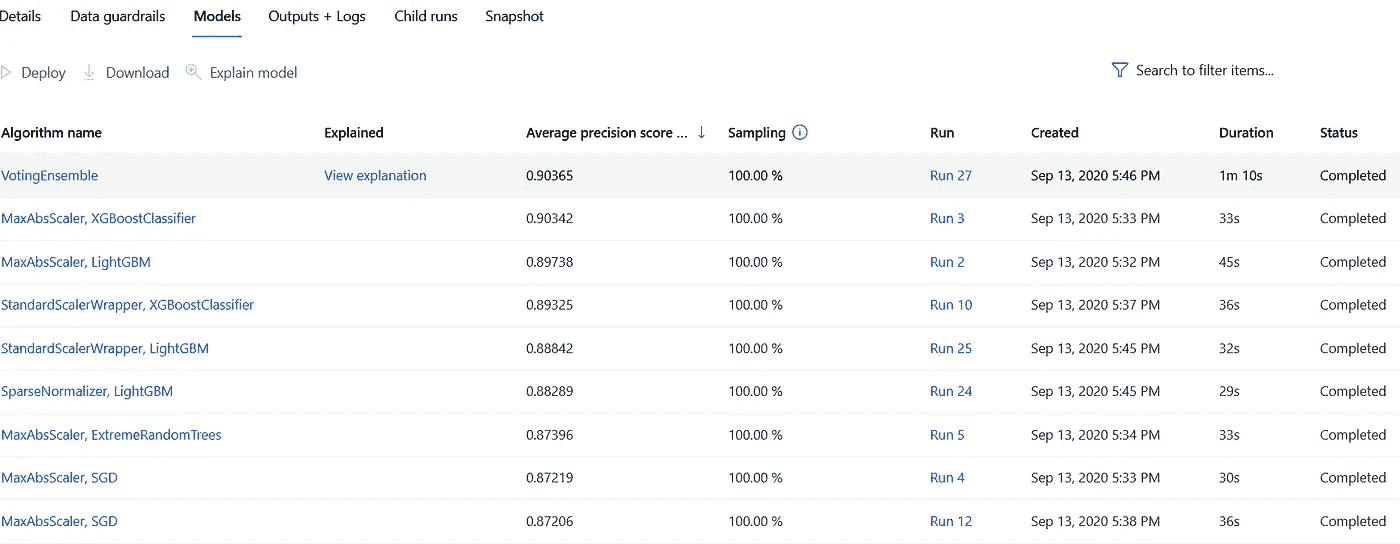 Details Data guardrails Models Outputs + Logs Child runs Snapshot
Deploy Download Explain model Search to filter items...
Algorithm name Explained Average precision score ... ↓ Sampling Run Created Duration Status
VotingEnsemble View explanation 0.90365 100.00 % Run 27 Sep 13, 2020 5:46 PM 1m 10s Completed
MaxAbsScaler, XGBoostClassifier 0.90342 100.00 % Run 3 Sep 13, 2020 5:33 PM 33s Completed
MaxAbsScaler, LightGBM 0.89738 100.00 % Run 2 Sep 13, 2020 5:32 PM 45s Completed
StandardScalerWrapper, XGBoostClassifier 0.89325 100.00 % Run 10 Sep 13, 2020 5:37 PM 36s Completed
StandardScalerWrapper, LightGBM 0.88842 100.00 % Run 25 Sep 13, 2020 5:45 PM 32s Completed
SparseNormalizer, LightGBM 0.88289 100.00 % Run 24 Sep 13, 2020 5:45 PM 29s Completed
MaxAbsScaler, ExtremeRandomTrees 0.87396 100.00 % Run 5 Sep 13, 2020 5:34 PM 33s Completed
MaxAbsScaler, SGD 0.87219 100.00 % Run 4 Sep 13, 2020 5:33 PM 30s Completed
MaxAbsScaler, SGD 0.87206 100.00 % Run 12 Sep 13, 2020 5:38 PM 36s Completed